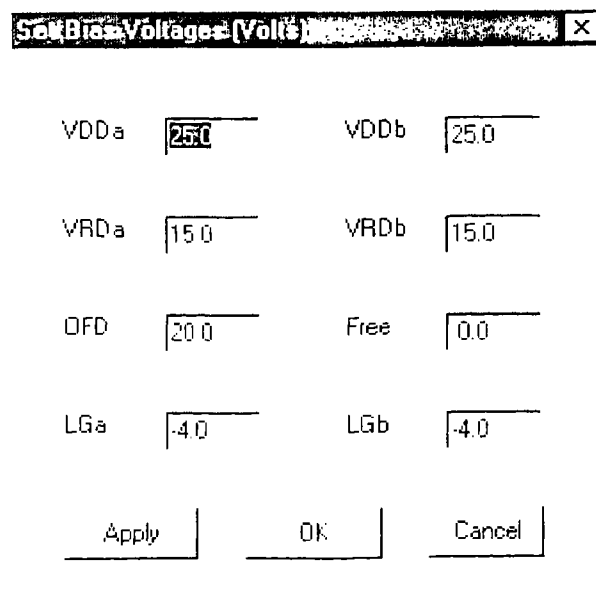 Set Bias Voltages (Volts)
VDDa 25.0 VDDb 25.0
VRDa 15.0 VRDb 15.0
OFD 20.0 Free 0.0
LGa -4.0 LGb -4.0
Apply OK Cancel